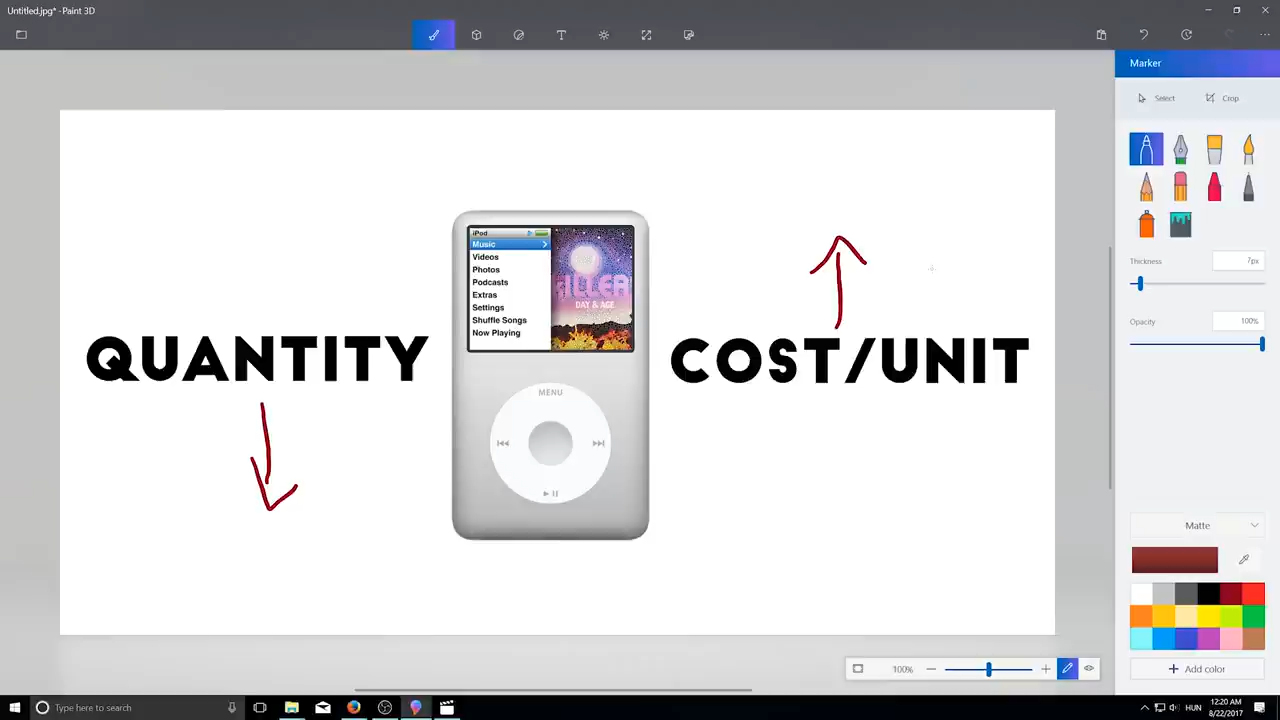 Untitled.jpg* - Paint 3D
Marker
Select
Crop
Thickness
7px
Opacity
100%
iPod
Music
Videos
Photos
Podcasts
Extras
Settings
Shuffle Songs
Now Playing
DAY & AGE
QUANTITY
COST/UNIT
MENU
Matte
Add color
100%
Type here to search
HUN
12:20 AM
8/22/2017